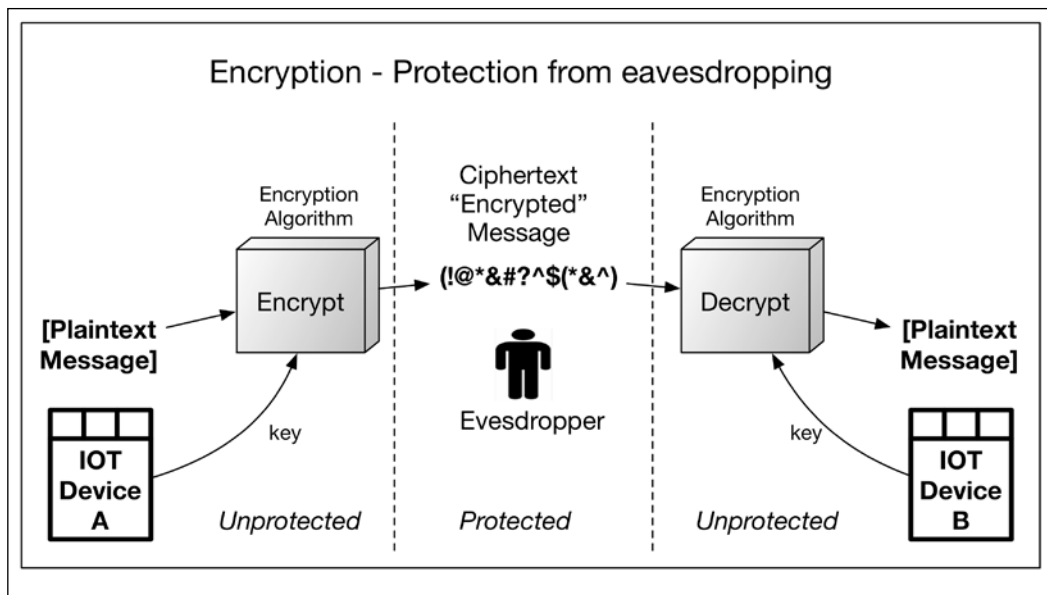 Encryption - Protection from eavesdropping
Encryption
Algorithm
Encrypt
[Plaintext
Message]
key
IOT
Device
A
Unprotected
Ciphertext
“Encrypted”
Message
(!@*&#?^$(*&^)
Evesdropper
Protected
Encryption
Algorithm
Decrypt
[Plaintext
Message]
key
IOT
Device
B
Unprotected